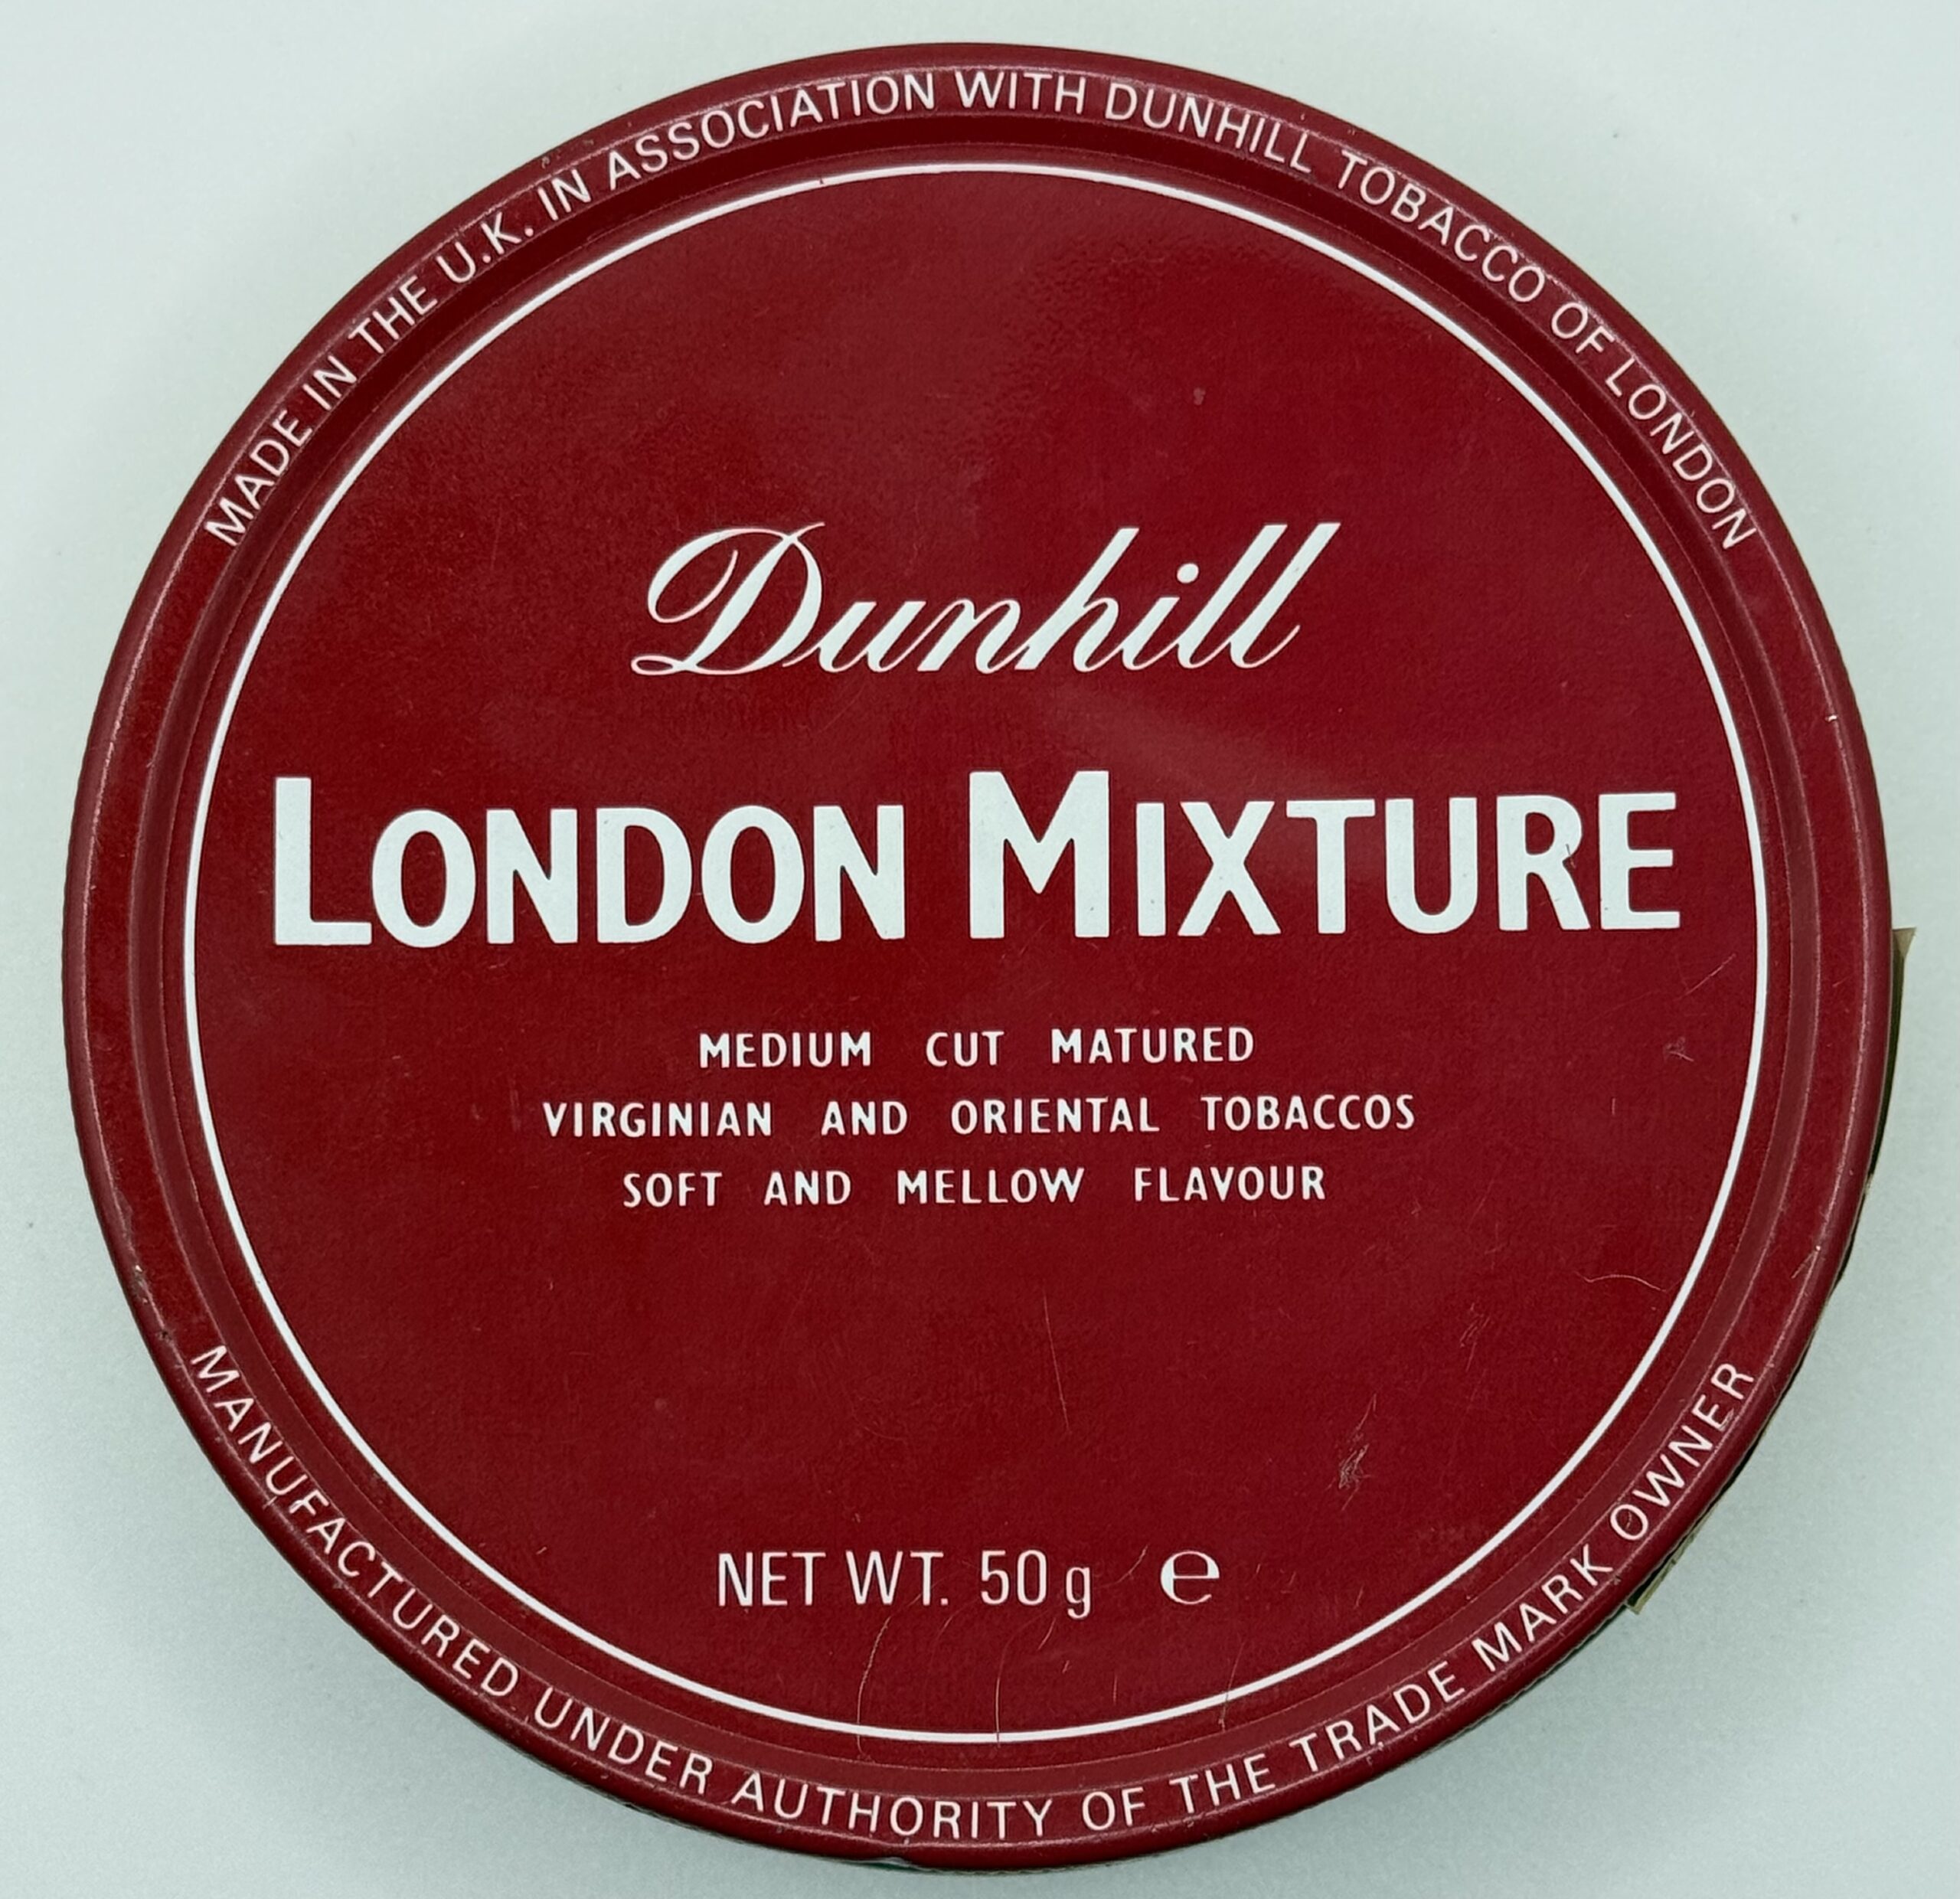 MADE IN THE U.K. IN ASSOCIATION WITH DUNHILL TOBACCO OF LONDON
Dunhill
LONDON MIXTURE
MEDIUM CUT MATURED
VIRGINIAN AND ORIENTAL TOBACCOS
SOFT AND MELLOW FLAVOUR
NET WT. 50g ℮
MANUFACTURED UNDER AUTHORITY OF THE TRADE MARK OWNER